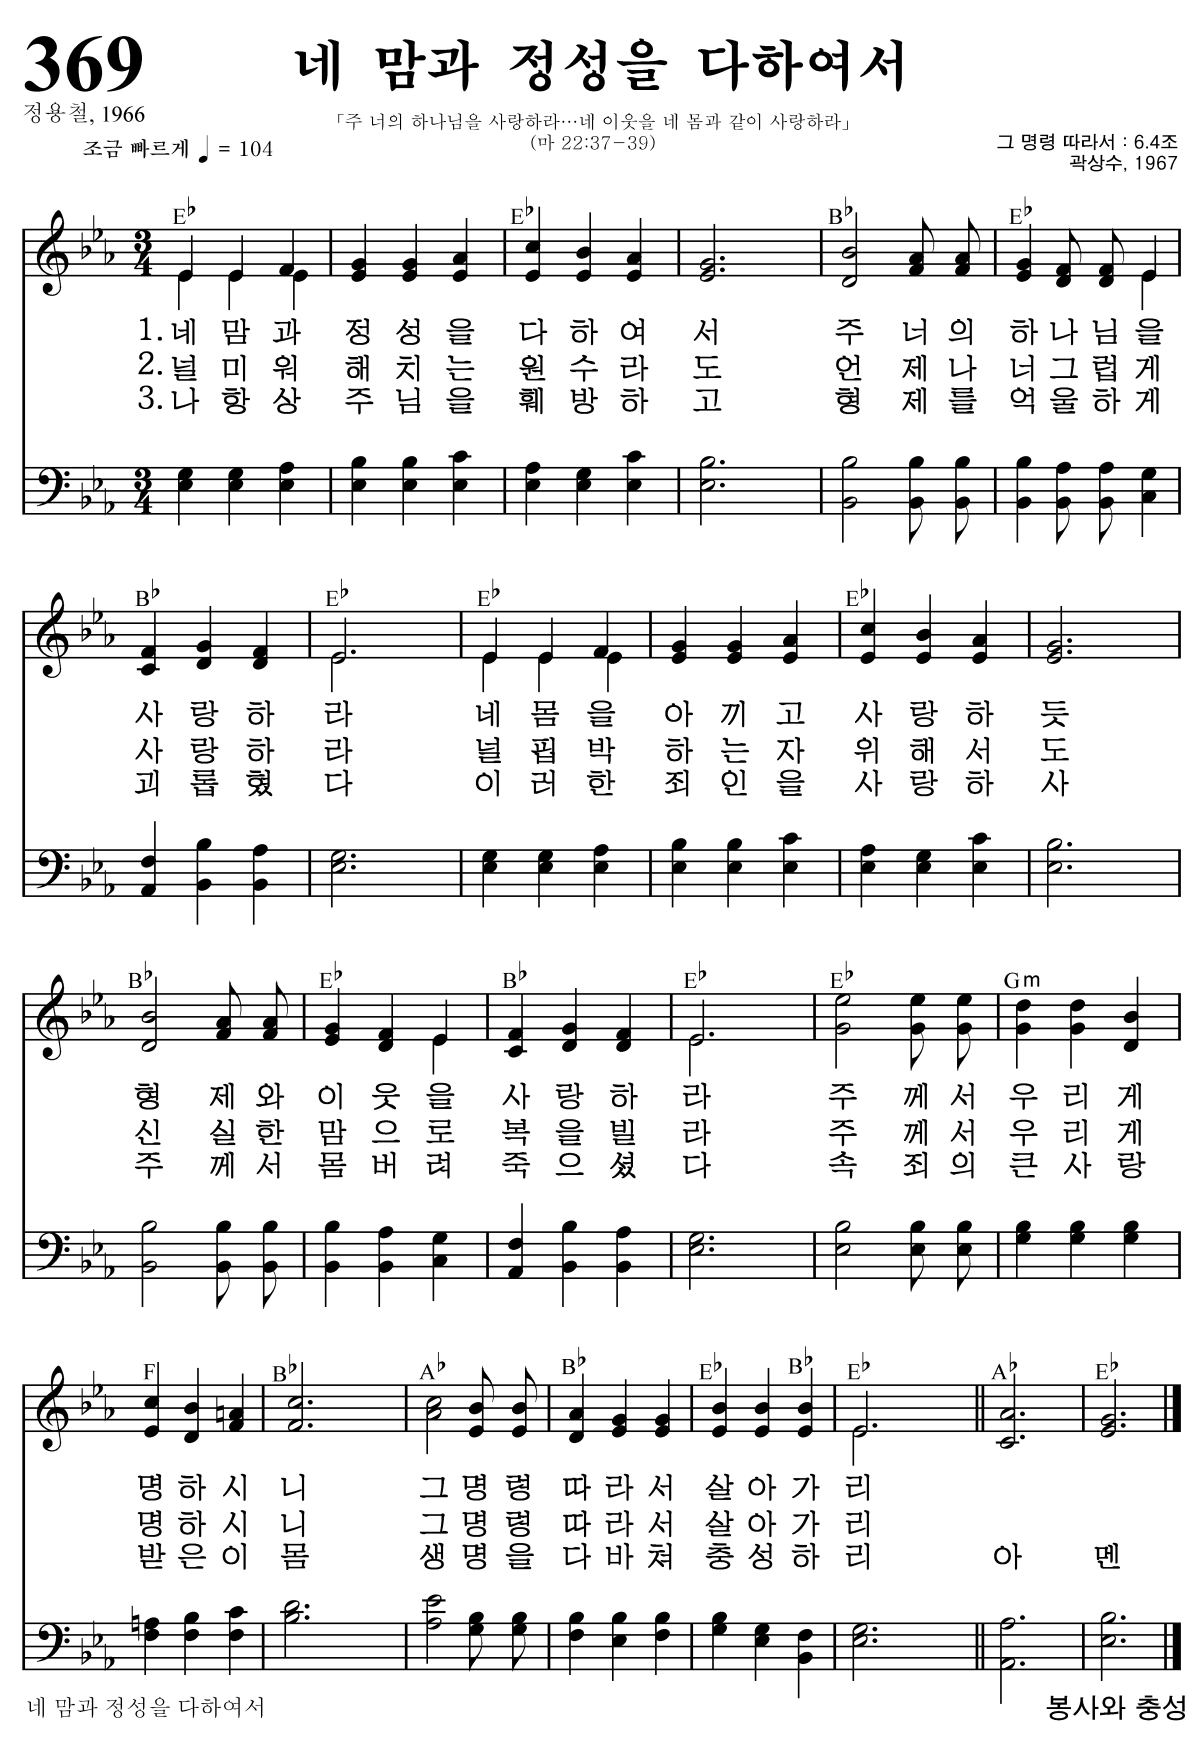 369
네 맘과 정성을 다하여서
정용철, 1966
「주 너의 하나님을 사랑하라…네 이웃을 네 몸과 같이 사랑하라」
(마 22:37-39)
조금 빠르게 ♩ = 104
그 명령 따라서 : 6.4조
곽상수, 1967
E♭ E♭ B♭ E♭
3/4
1. 네 맘 과 정 성 을 다 하 여 서 주 너 의 하 나 님 을
2. 널 미 워 해 치 는 원 수 라 도 언 제 나 너 그 럽 게
3. 나 항 상 주 님 을 훼 방 하 고 형 제 를 억 울 하 게
3/4
B♭ E♭ E♭ E♭
사 랑 하 라 네 몸 을 아 끼 고 사 랑 하 듯
사 랑 하 라 널 핍 박 하 는 자 위 해 서 도
괴 롭 혔 다 이 러 한 죄 인 을 사 랑 하 사
B♭ E♭ B♭ E♭ E♭ Gm
형 제 와 이 웃 을 사 랑 하 라 주 께 서 우 리 게
신 실 한 맘 으 로 복 을 빌 라 주 께 서 우 리 게
주 께 서 몸 버 려 죽 으 셨 다 속 죄 의 큰 사 랑
F B♭ A♭ B♭ E♭ B♭ E♭ A♭ E♭
명 하 시 니 그 명 령 따 라 서 살 아 가 리
명 하 시 니 그 명 령 따 라 서 살 아 가 리
받 은 이 몸 생 명 을 다 바 쳐 충 성 하 리 아 멘
네 맘과 정성을 다하여서
봉사와 충성